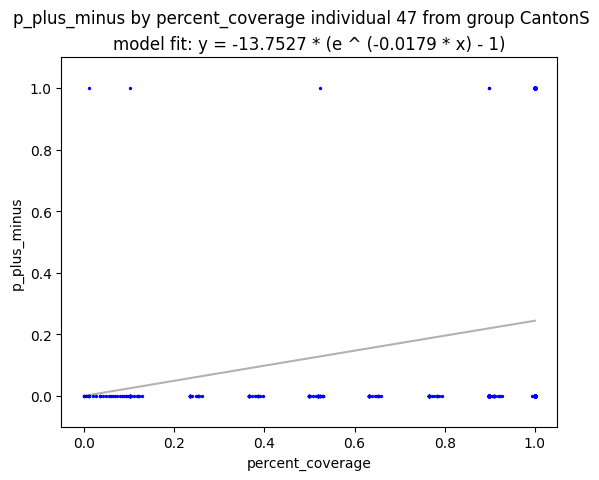 p_plus_minus by percent_coverage individual 47 from group CantonS
model fit: y = -13.7527 * (e ^ (-0.0179 * x) - 1)
1.0
0.8
0.6
0.4
0.2
0.0
p_plus_minus
0.0 0.2 0.4 0.6 0.8 1.0
percent_coverage